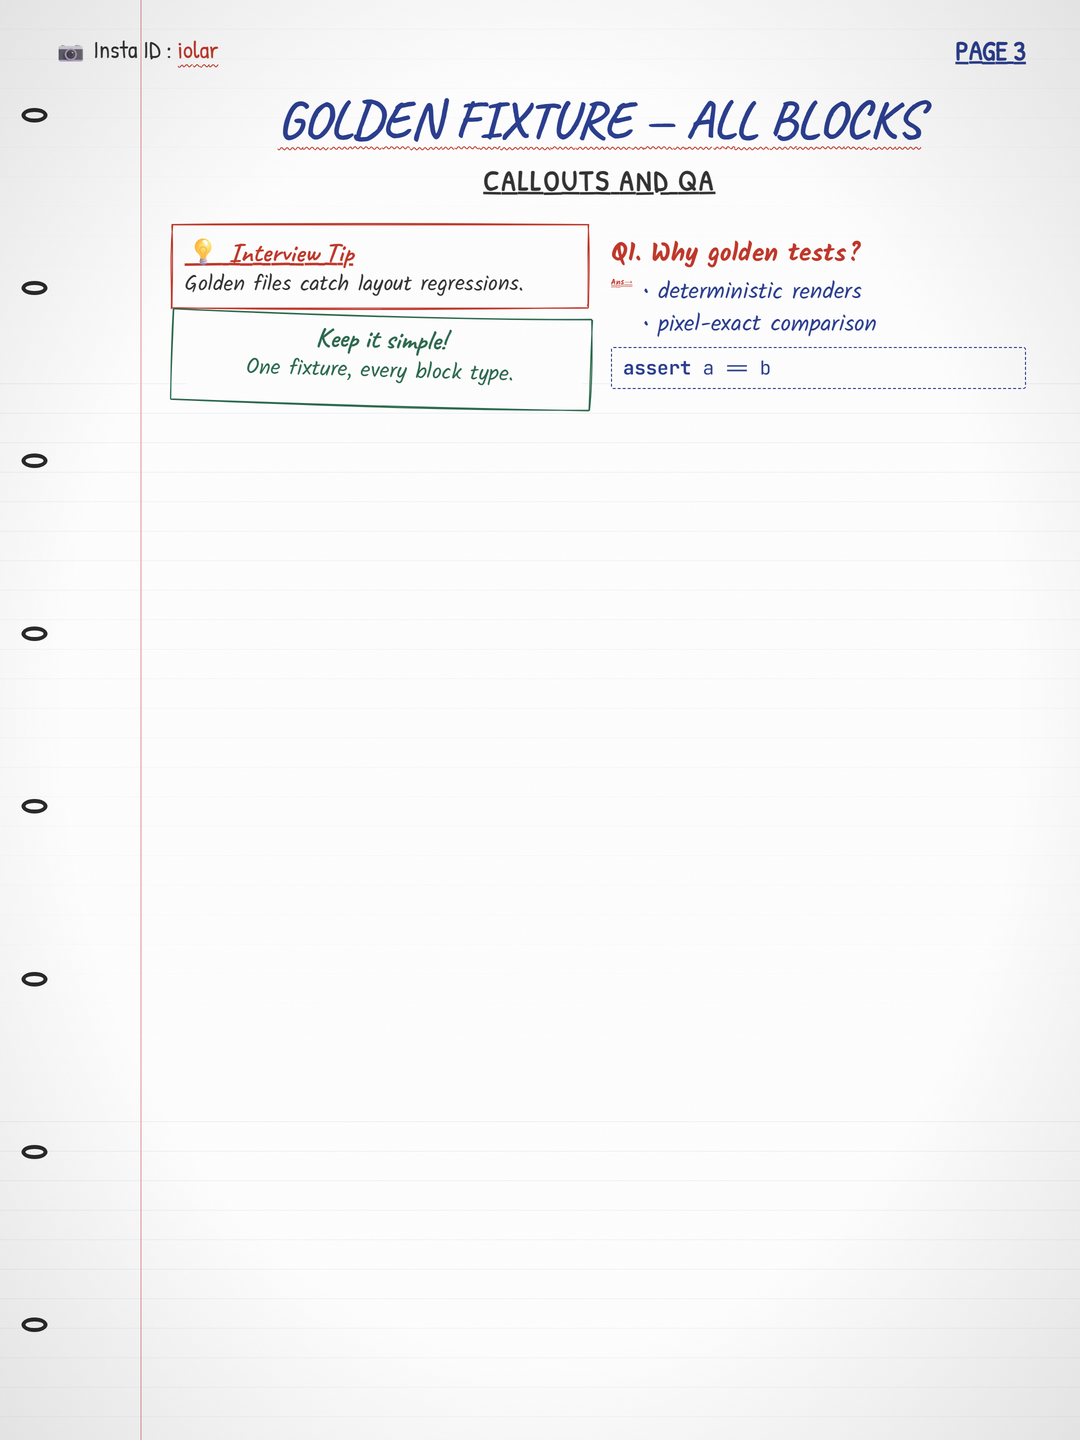 📷 Insta ID : iolar
PAGE 3
GOLDEN FIXTURE – ALL BLOCKS
CALLOUTS AND QA
💡 Interview Tip
Golden files catch layout regressions.
Keep it simple!
One fixture, every block type.
Q1. Why golden tests?
Ans→
• deterministic renders
• pixel-exact comparison
assert a == b